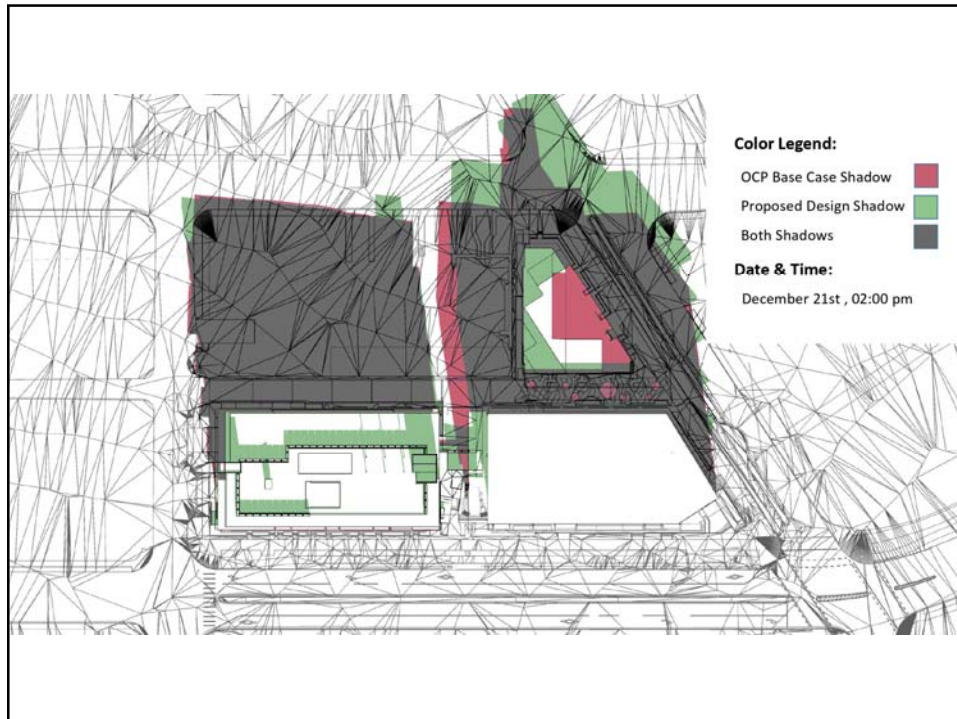 Color Legend:
OCP Base Case Shadow
Proposed Design Shadow
Both Shadows
Date & Time:
December 21st , 02:00 pm